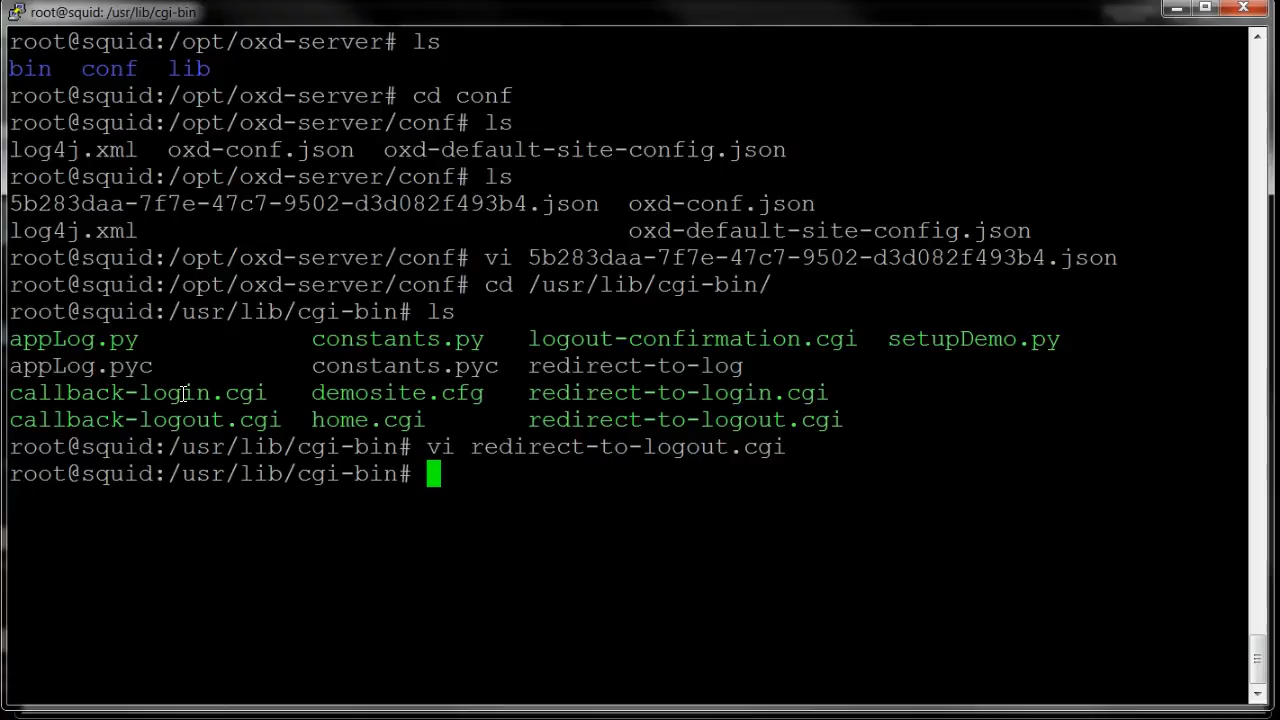 root@squid: /usr/lib/cgi-bin
root@squid:/opt/oxd-server# ls
bin  conf  lib
root@squid:/opt/oxd-server# cd conf
root@squid:/opt/oxd-server/conf# ls
log4j.xml  oxd-conf.json  oxd-default-site-config.json
root@squid:/opt/oxd-server/conf# ls
5b283daa-7f7e-47c7-9502-d3d082f493b4.json  oxd-conf.json
log4j.xml                                  oxd-default-site-config.json
root@squid:/opt/oxd-server/conf# vi 5b283daa-7f7e-47c7-9502-d3d082f493b4.json
root@squid:/opt/oxd-server/conf# cd /usr/lib/cgi-bin/
root@squid:/usr/lib/cgi-bin# ls
appLog.py            constants.py   logout-confirmation.cgi  setupDemo.py
appLog.pyc           constants.pyc  redirect-to-log
callback-login.cgi   demosite.cfg   redirect-to-login.cgi
callback-logout.cgi  home.cgi       redirect-to-logout.cgi
root@squid:/usr/lib/cgi-bin# vi redirect-to-logout.cgi
root@squid:/usr/lib/cgi-bin#